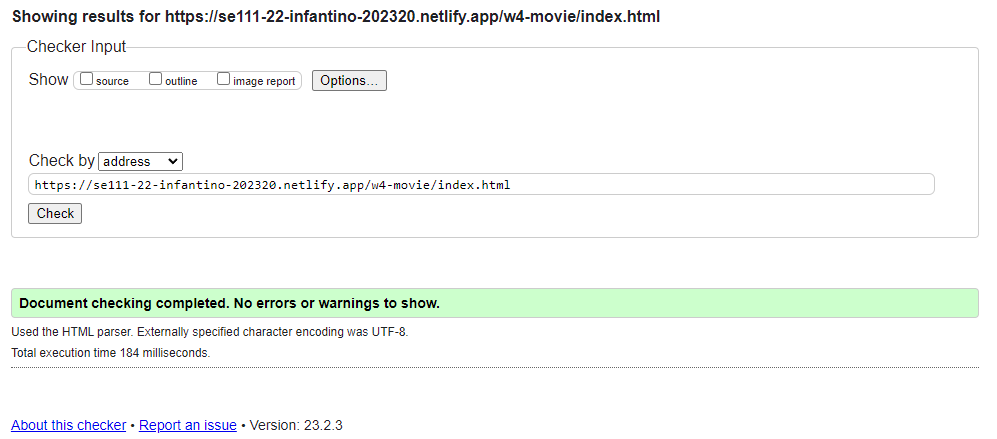 Showing results for https://se111-22-infantino-202320.netlify.app/w4-movie/index.html
Checker Input
Show source outline image report Options...
Check by address
https://se111-22-infantino-202320.netlify.app/w4-movie/index.html
Check
Document checking completed. No errors or warnings to show.
Used the HTML parser. Externally specified character encoding was UTF-8.
Total execution time 184 milliseconds.
About this checker • Report an issue • Version: 23.2.3